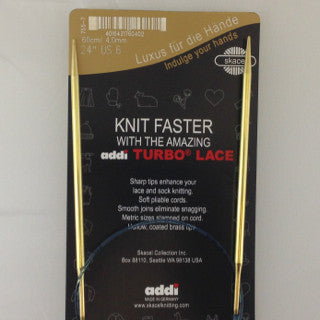 755-7
60cm/ 4.0mm
24" US 6
Luxus für die Hände
Indulge your hands
skacel
KNIT FASTER
WITH THE AMAZING
addi TURBO® LACE
Sharp tips enhance your
lace and sock knitting.
Soft pliable cords.
Smooth joins eliminate snagging.
Metric sizes stamped on cord.
Hollow, coated brass tips.
Skacel Collection Inc.
Box 88110, Seattle WA 98138 USA
addi
MADE IN GERMANY
www.skacelknitting.com